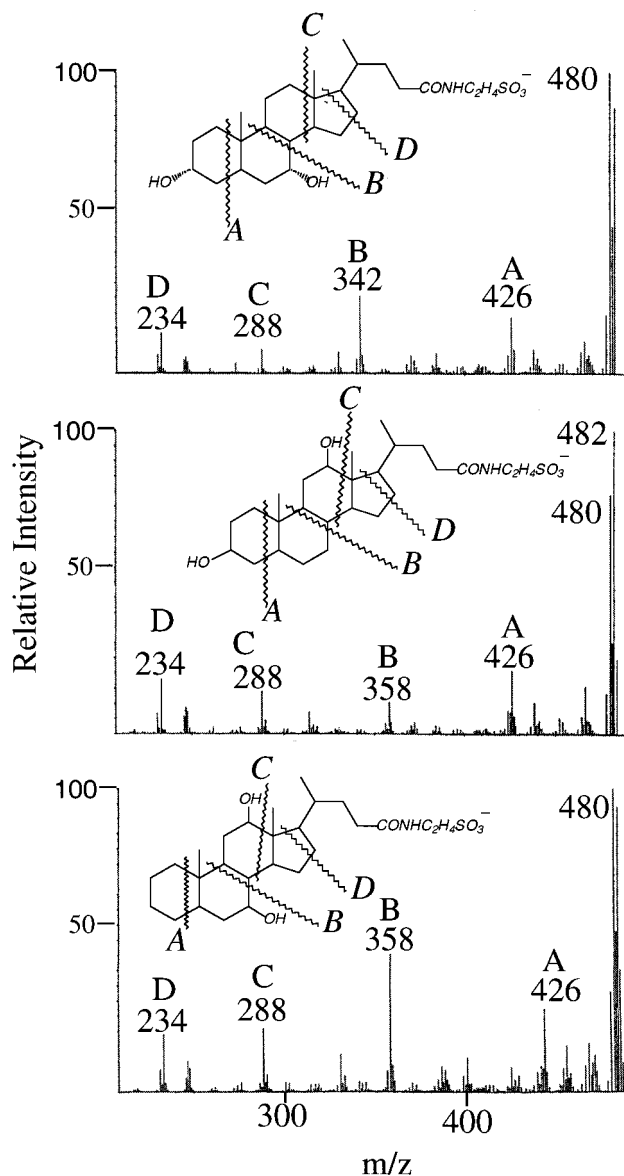 C
100
CONHC2H4SO3−
480
D
B
HO
OH
50
A
B
342
A
426
D
234
C
288
C
100
OH
482
CONHC2H4SO3−
480
D
HO
B
50
A
D
234
C
288
B
358
A
426
Relative Intensity
C
100
OH
480
CONHC2H4SO3−
D
B
OH
B
358
50
A
D
234
C
288
A
426
300
400
m/z